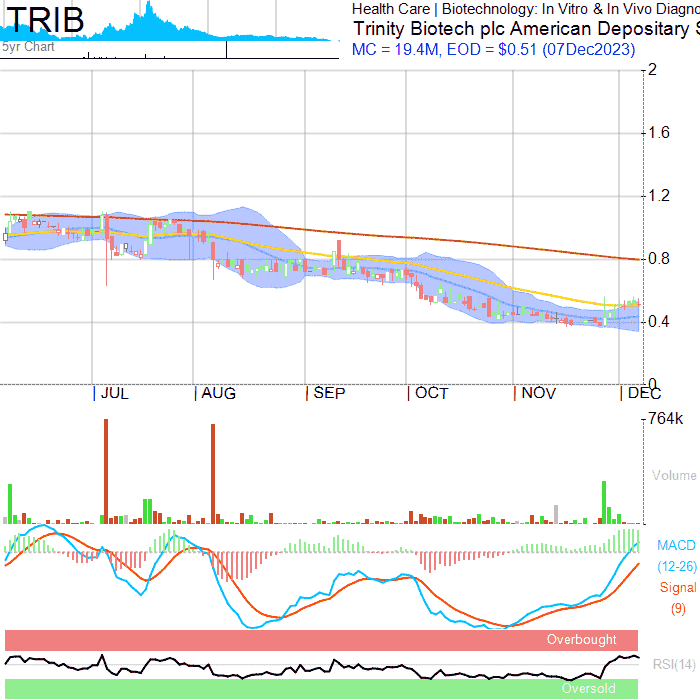 TRIB
5yr Chart
Health Care | Biotechnology: In Vitro & In Vivo Diagno
Trinity Biotech plc American Depositary S
MC = 19.4M, EOD = $0.51 (07Dec2023)
2
1.6
1.2
0.8
0.4
0
JUL AUG SEP OCT NOV DEC
764k
Volume
MACD
(12-26)
Signal
(9)
Overbought
RSI(14)
Oversold